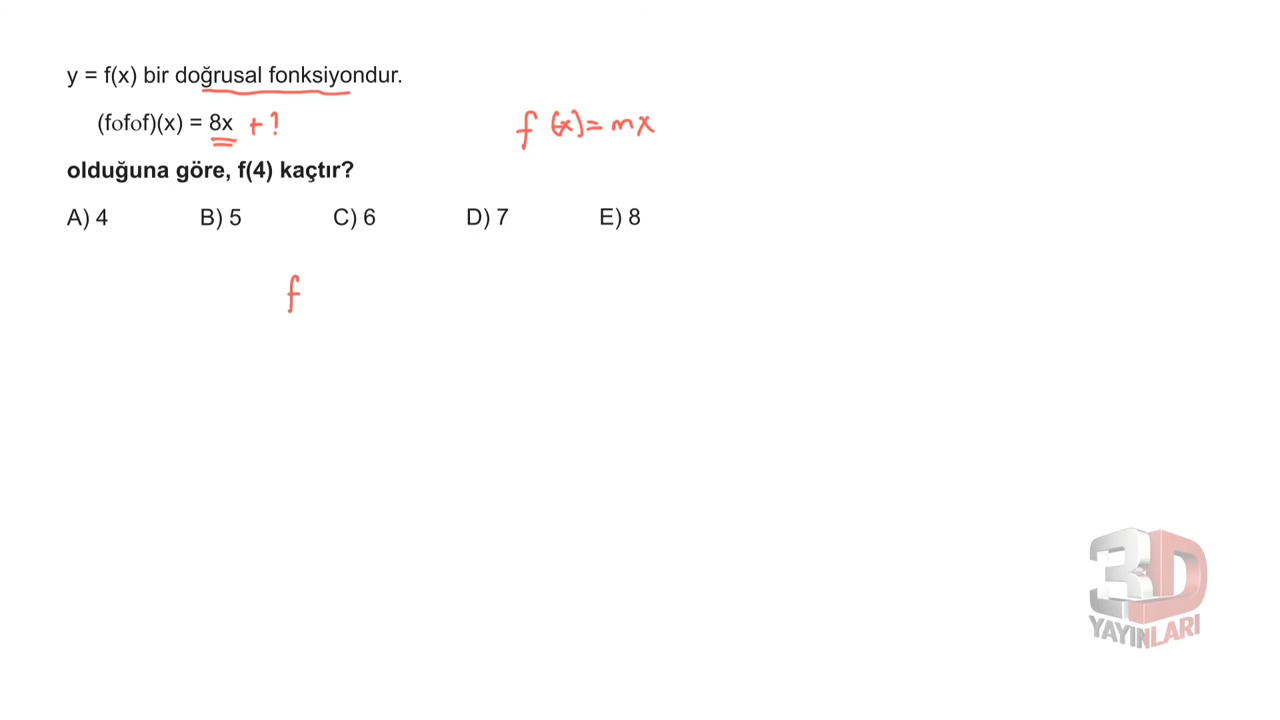 y = f(x) bir doğrusal fonksiyondur.
(fofof)(x) = 8x + ?
f(x) = mx
olduğuna göre, f(4) kaçtır?
A) 4 B) 5 C) 6 D) 7 E) 8
f
3D
YAYINLARI